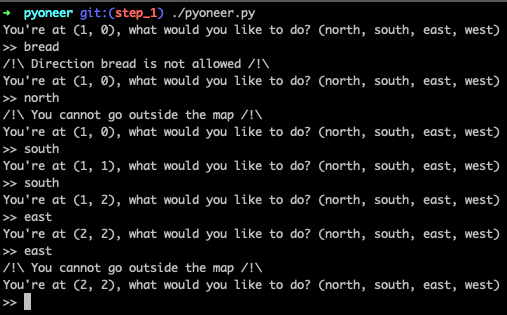 ➜  pyoneer git:(step_1) ./pyoneer.py
You're at (1, 0), what would you like to do? (north, south, east, west)
>> bread
/!\ Direction bread is not allowed /!\
You're at (1, 0), what would you like to do? (north, south, east, west)
>> north
/!\ You cannot go outside the map /!\
You're at (1, 0), what would you like to do? (north, south, east, west)
>> south
You're at (1, 1), what would you like to do? (north, south, east, west)
>> south
You're at (1, 2), what would you like to do? (north, south, east, west)
>> east
You're at (2, 2), what would you like to do? (north, south, east, west)
>> east
/!\ You cannot go outside the map /!\
You're at (2, 2), what would you like to do? (north, south, east, west)
>>